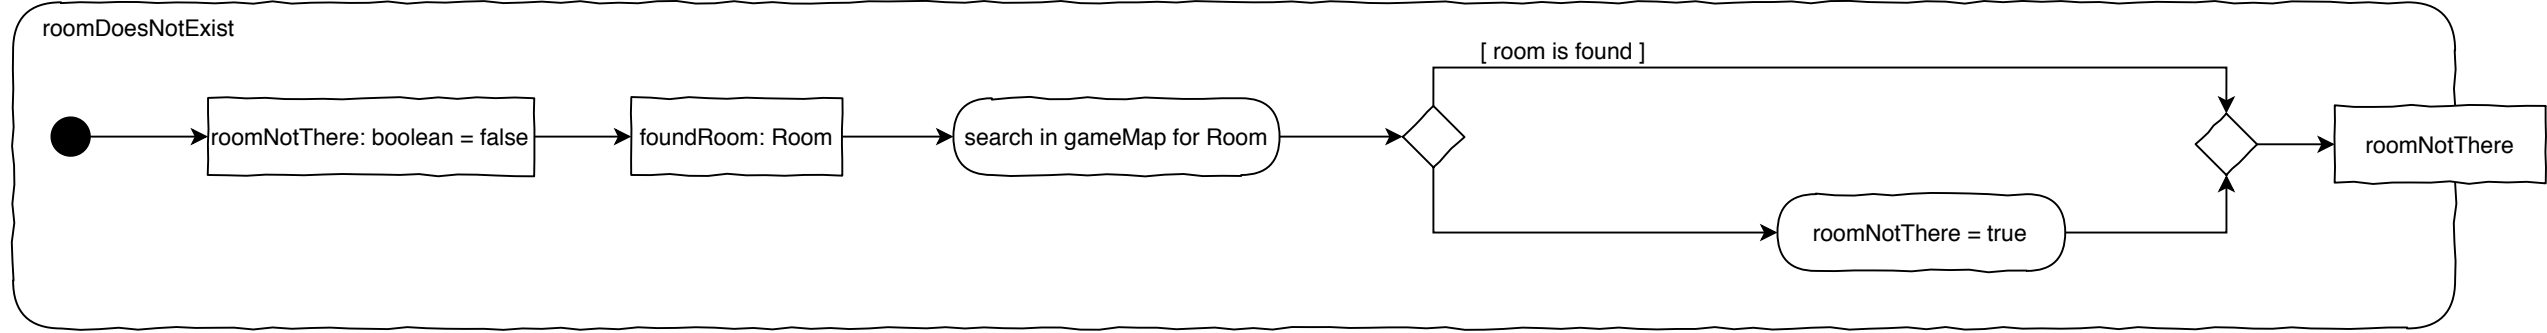 roomDoesNotExist
[ room is found ]
roomNotThere: boolean = false
foundRoom: Room
search in gameMap for Room
roomNotThere
roomNotThere = true